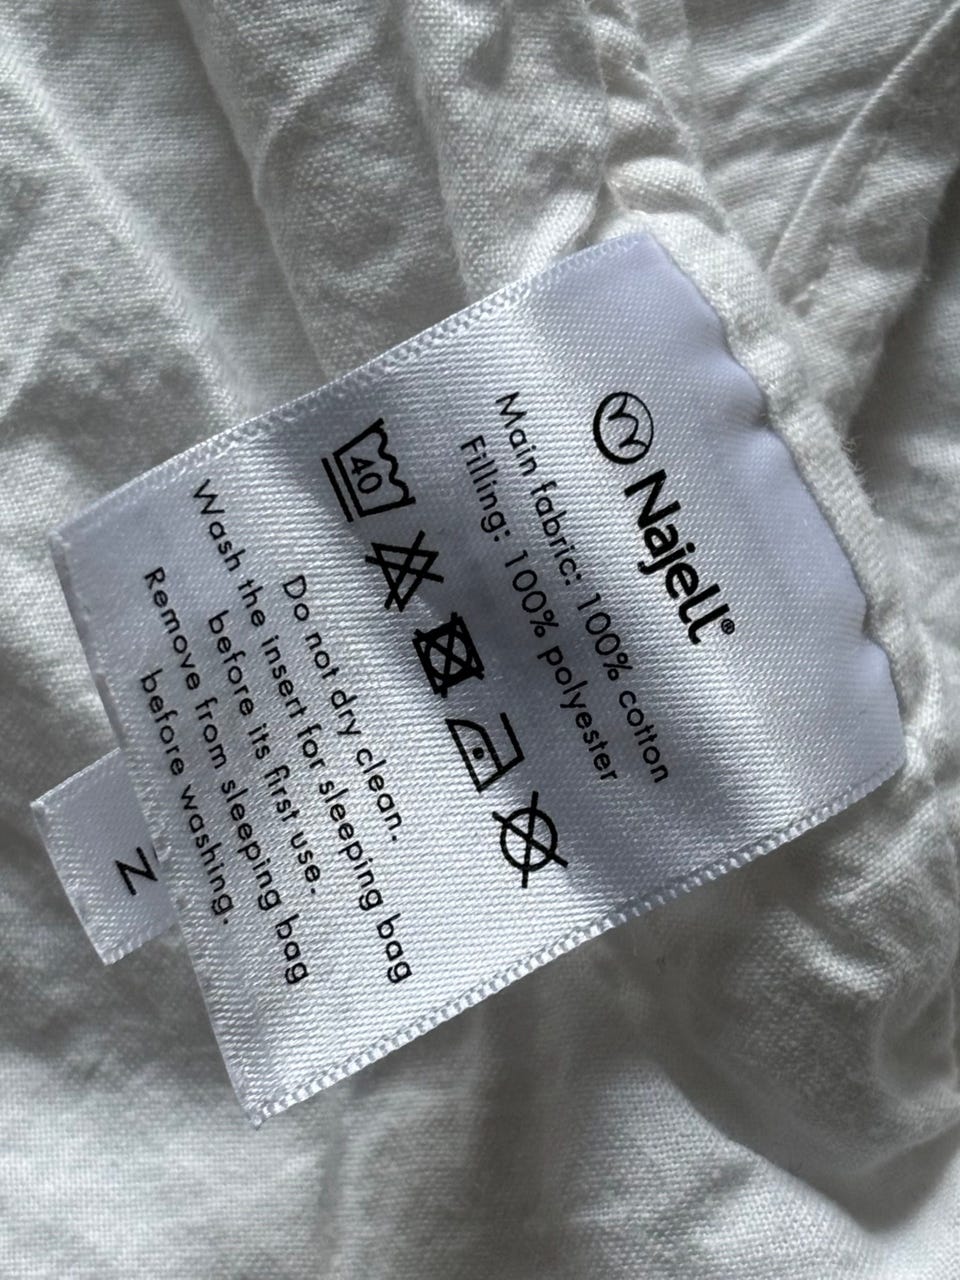 Najell®
Main fabric: 100% cotton
Filling: 100% polyester
40
Do not dry clean.
Wash the insert for sleeping bag
before its first use.
Remove from sleeping bag
before washing.